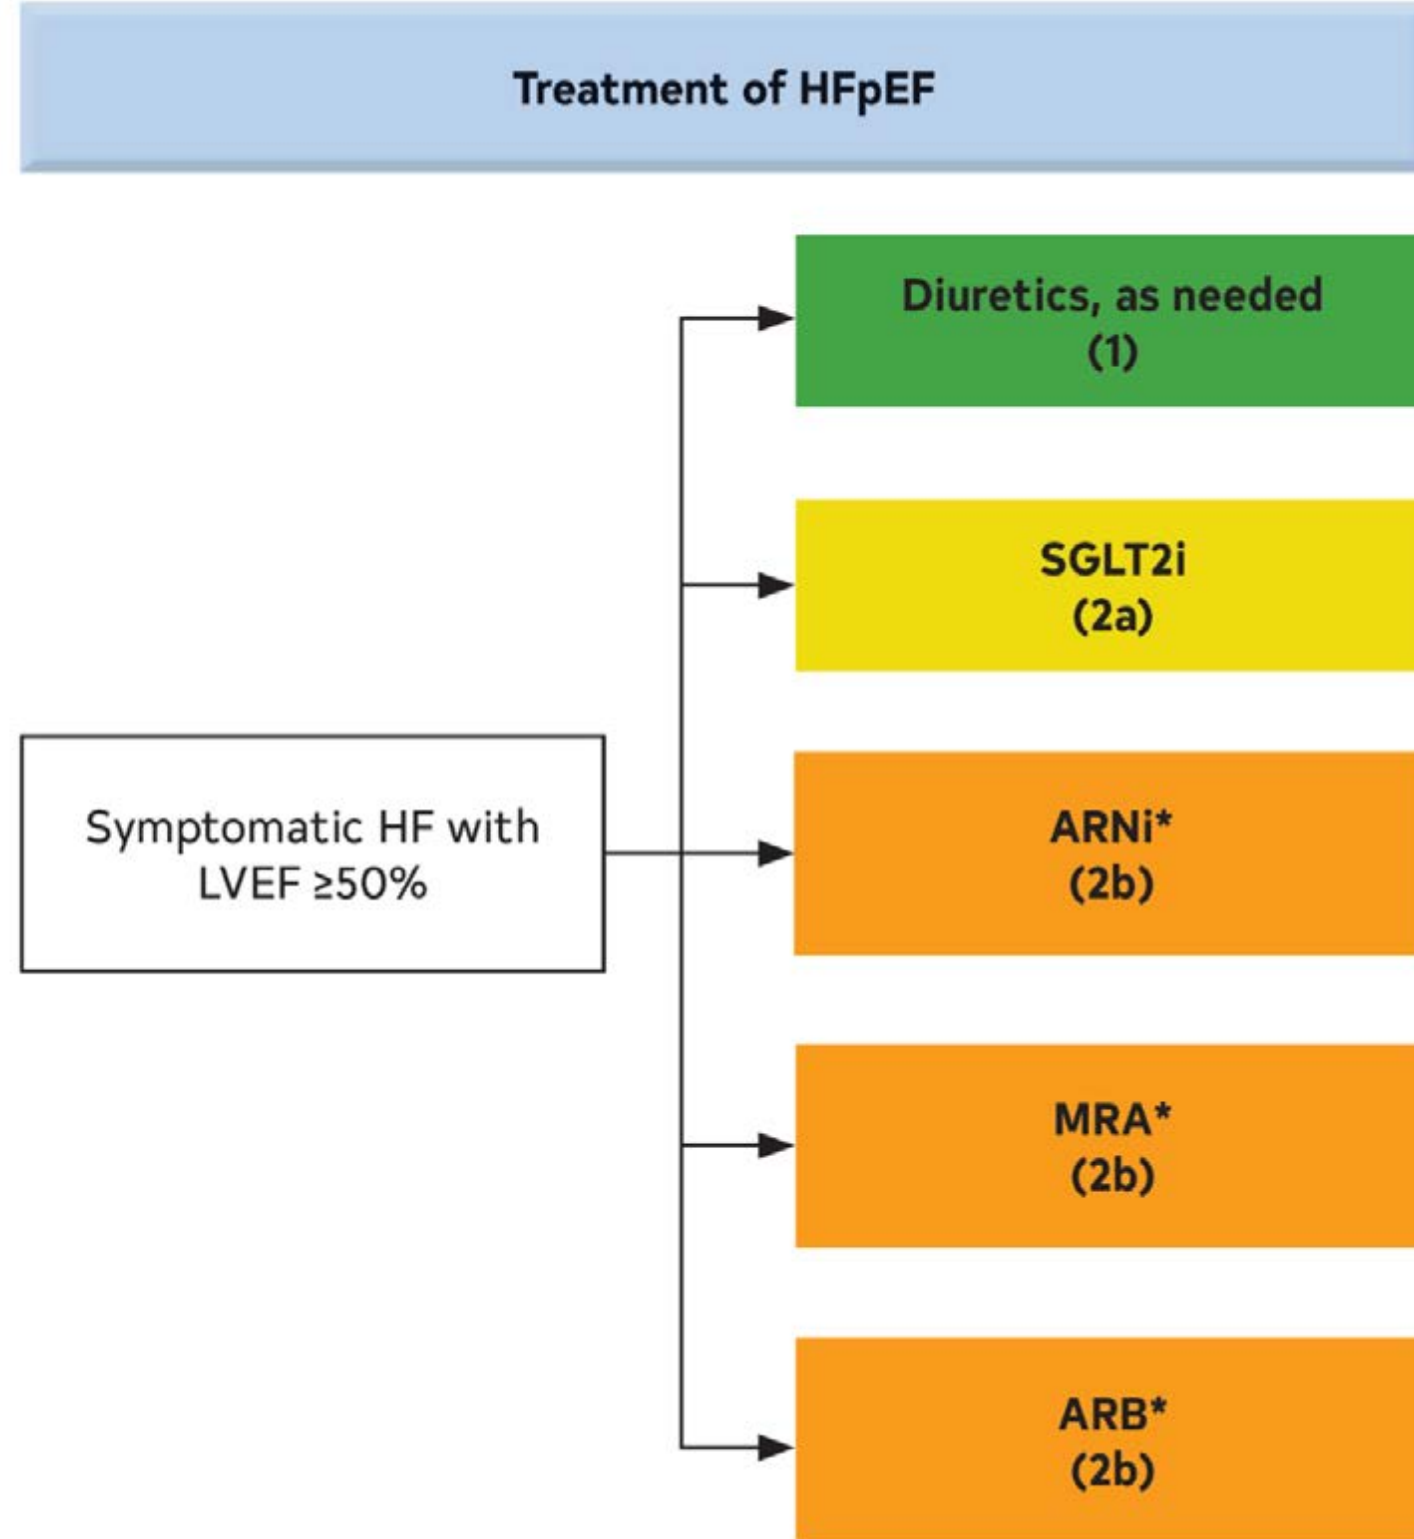 Treatment of HFpEF
Diuretics, as needed
(1)
SGLT2i
(2a)
Symptomatic HF with
LVEF ≥50%
ARNi*
(2b)
MRA*
(2b)
ARB*
(2b)